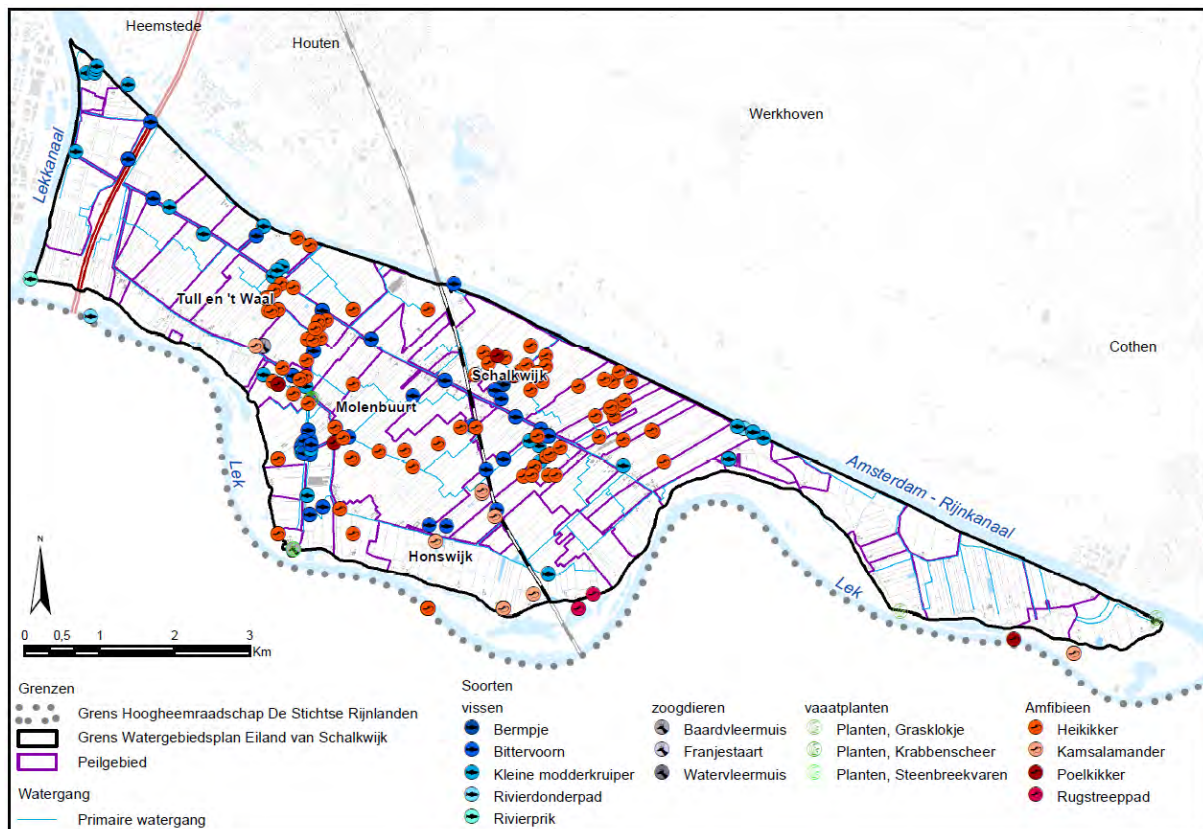 Heemstede
Houten
Werkhoven
Lekkanaal
Tull en 't Waal
Cothen
Schalkwijk
Molenbuurt
Lek
Amsterdam - Rijnkanaal
Honswijk
Lek
N
0 0,5 1 2 3
Km
Grenzen
Grens Hoogheemraadschap De Stichtse Rijnlanden
Grens Watergebiedsplan Eiland van Schalkwijk
Peilgebied
Watergang
Primaire watergang
Soorten
vissen
Bermpje
Bittervoorn
Kleine modderkruiper
Rivierdonderpad
Rivierprik
zoogdieren
Baardvleermuis
Franjestaart
Watervleermuis
vaaatplanten
Planten, Grasklokje
Planten, Krabbenscheer
Planten, Steenbreekvaren
Amfibieen
Heikikker
Kamsalamander
Poelkikker
Rugstreeppad